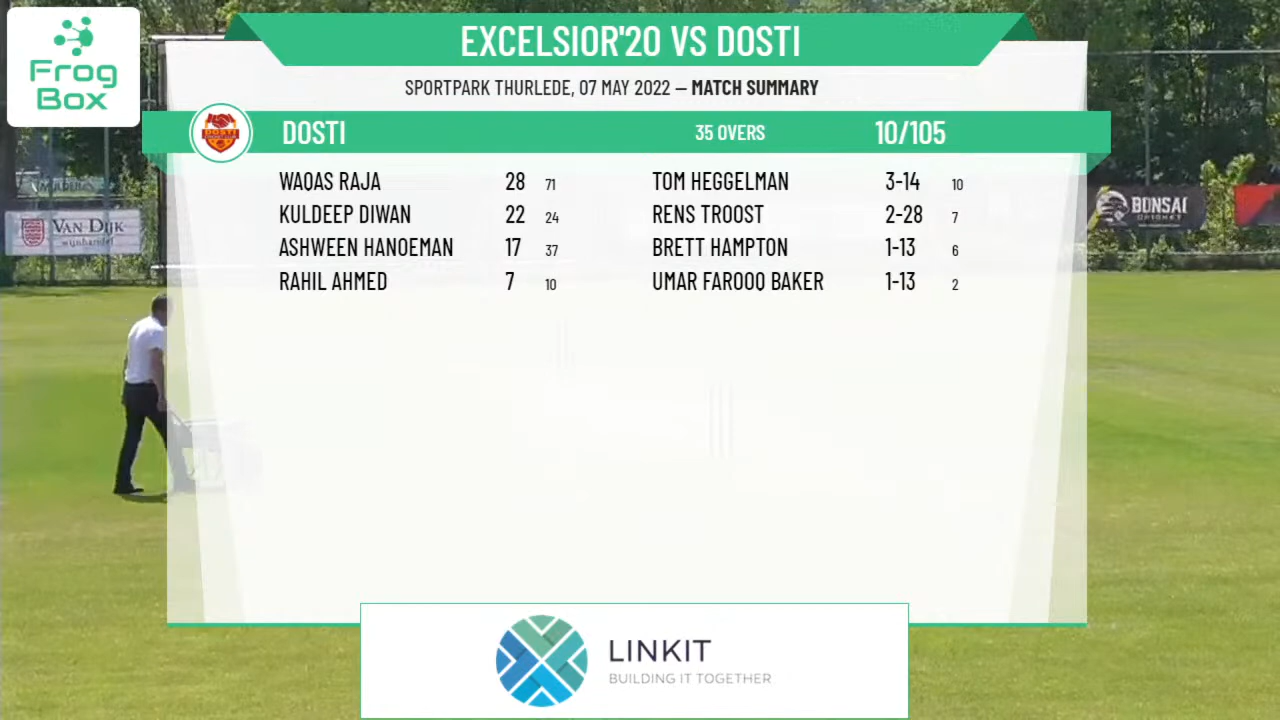 Frog
Box
EXCELSIOR'20 VS DOSTI
SPORTPARK THURLEDE, 07 MAY 2022 – MATCH SUMMARY
DOSTI
DOSTI 35 OVERS 10/105
WAQAS RAJA 28 71 TOM HEGGELMAN 3-14 10
KULDEEP DIWAN 22 24 RENS TROOST 2-28 7
ASHWEEN HANOEMAN 17 37 BRETT HAMPTON 1-13 6
RAHIL AHMED 7 10 UMAR FAROOQ BAKER 1-13 2
VAN DIJK
wijnhandel
BONSAI
CRICKET
LINKIT
BUILDING IT TOGETHER